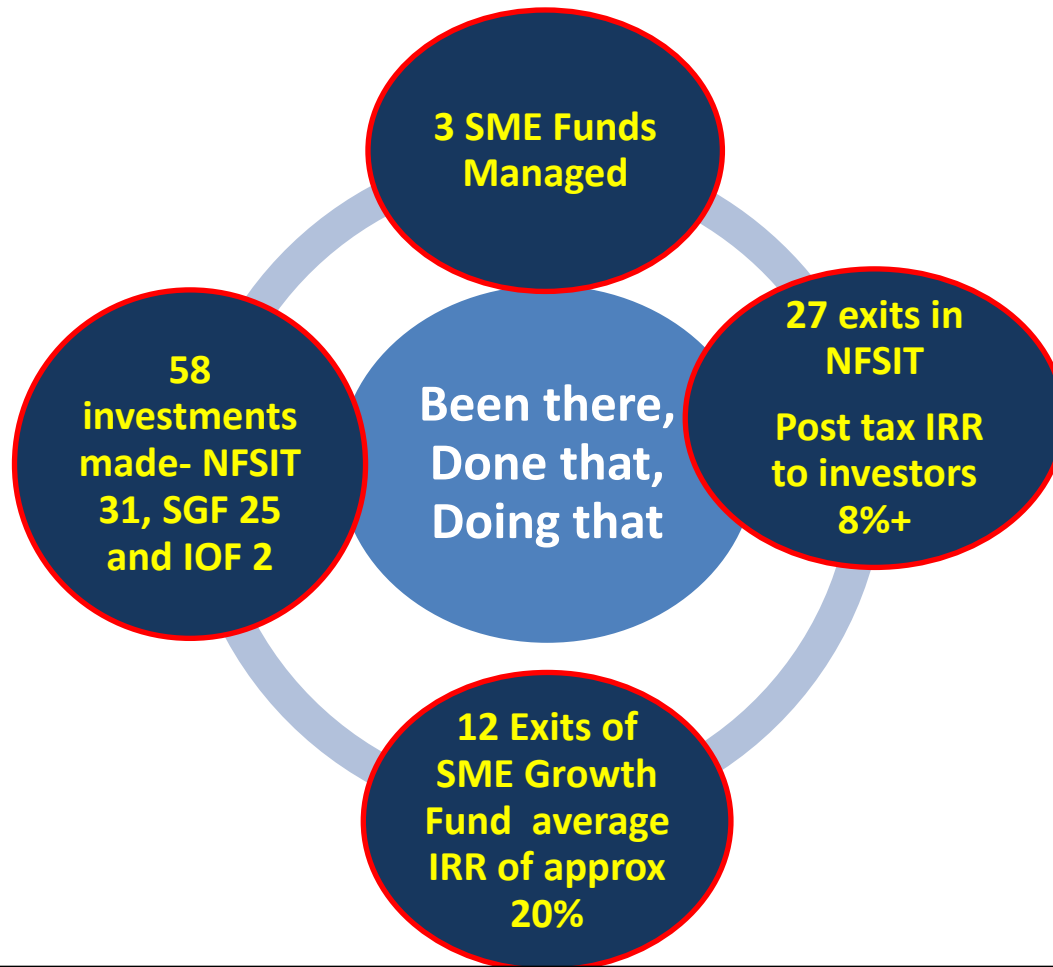 3 SME Funds
Managed
27 exits in
NFSIT
Post tax IRR
to investors
8%+
58
investments
made- NFSIT
31, SGF 25
and IOF 2
Been there,
Done that,
Doing that
12 Exits of
SME Growth
Fund  average
IRR of approx
20%